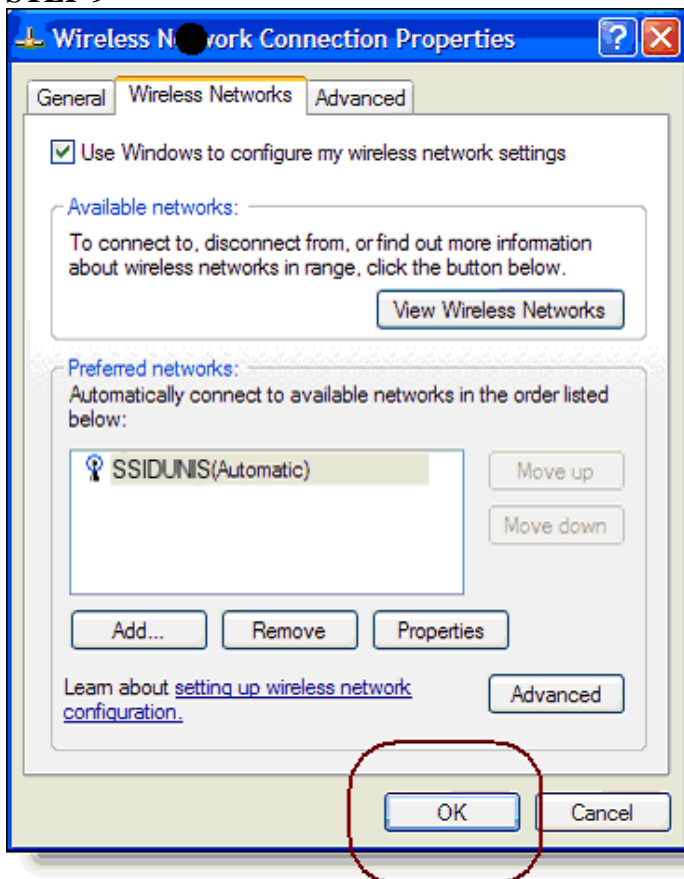 Wireless Connection Properties
General Wireless Networks Advanced
Use Windows to configure my wireless network settings
Available networks:
To connect to, disconnect from, or find out more information
about wireless networks in range, click the button below.
View Wireless Networks
Preferred networks:
Automatically connect to available networks in the order listed
below:
SSIDUNIS(Automatic)
Move up
Move down
Add... Remove Properties
Learn about setting up wireless network
configuration.
Advanced
OK Cancel